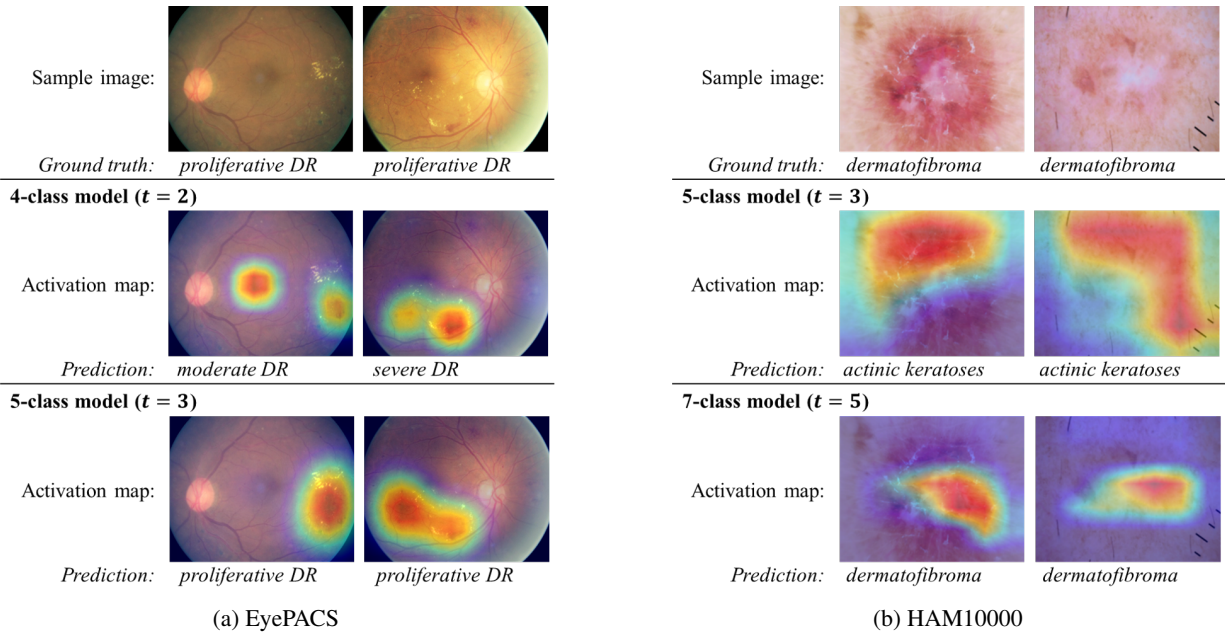 Sample image:
Ground truth: proliferative DR proliferative DR
4-class model (t = 2)
Activation map:
Prediction: moderate DR severe DR
5-class model (t = 3)
Activation map:
Prediction: proliferative DR proliferative DR
(a) EyePACS
Sample image:
Ground truth: dermatofibroma dermatofibroma
5-class model (t = 3)
Activation map:
Prediction: actinic keratoses actinic keratoses
7-class model (t = 5)
Activation map:
Prediction: dermatofibroma dermatofibroma
(b) HAM10000